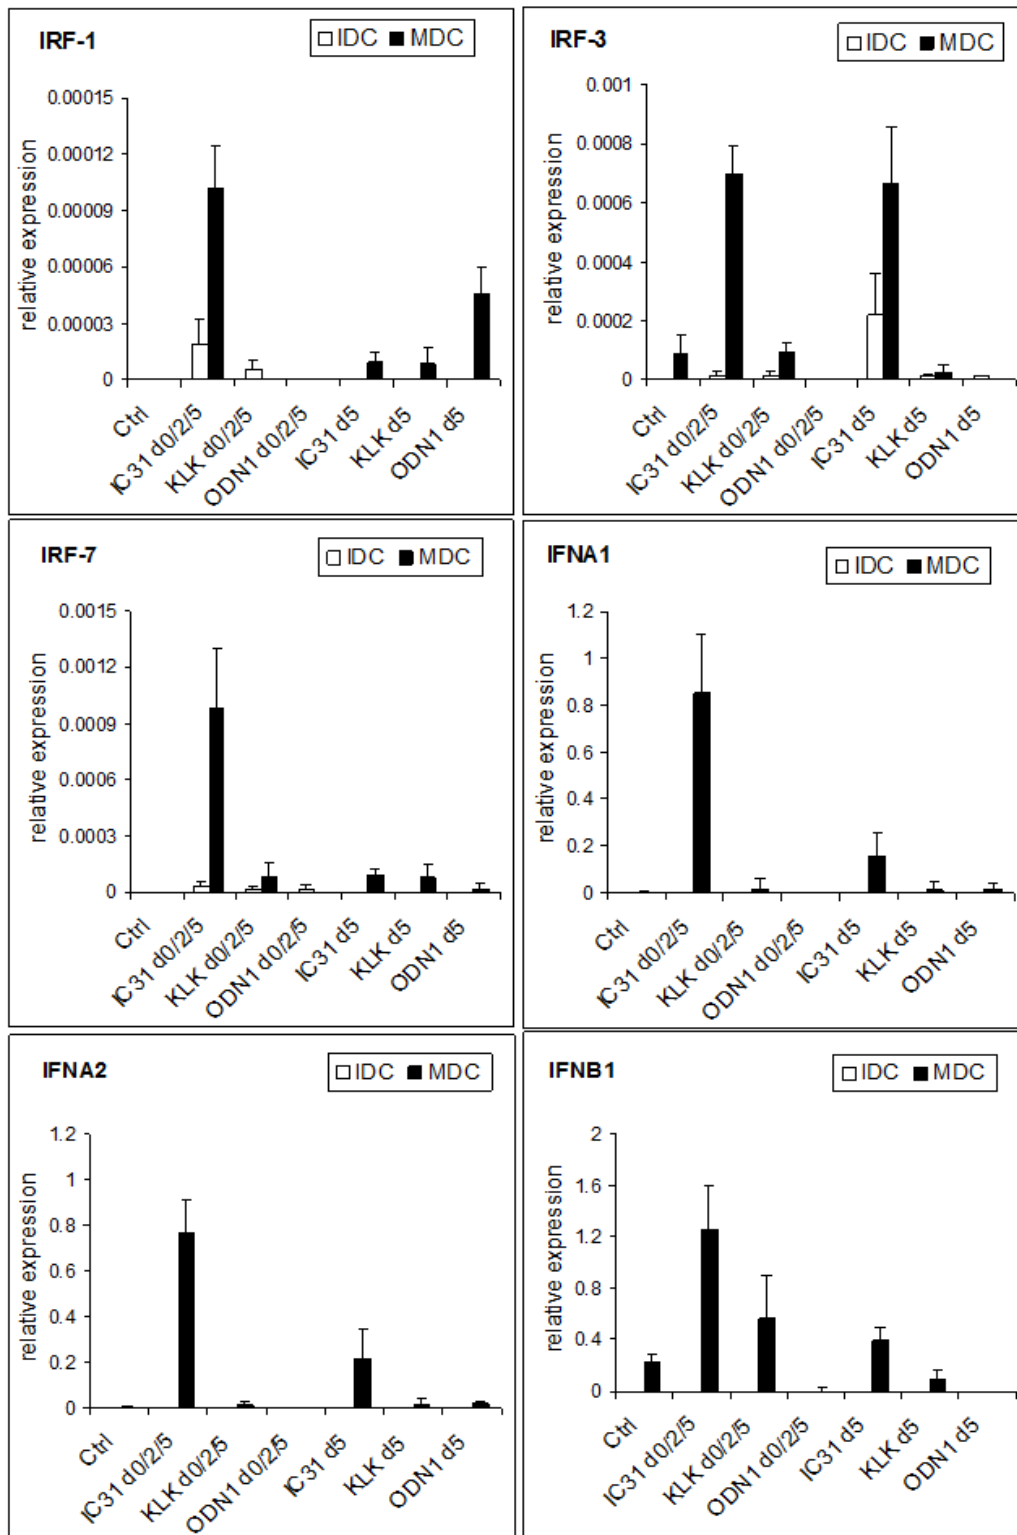 IRF-1
IDC MDC
relative expression
0.00015
0.00012
0.00009
0.00006
0.00003
0
Ctrl
IC31 d0/2/5
KLK d0/2/5
ODN1 d0/2/5
IC31 d5
KLK d5
ODN1 d5
IRF-3
IDC MDC
relative expression
0.001
0.0008
0.0006
0.0004
0.0002
0
Ctrl
IC31 d0/2/5
KLK d0/2/5
ODN1 d0/2/5
IC31 d5
KLK d5
ODN1 d5
IRF-7
IDC MDC
relative expression
0.0015
0.0012
0.0009
0.0006
0.0003
0
Ctrl
IC31 d0/2/5
KLK d0/2/5
ODN1 d0/2/5
IC31 d5
KLK d5
ODN1 d5
IFNA1
IDC MDC
relative expression
1.2
1
0.8
0.6
0.4
0.2
0
Ctrl
IC31 d0/2/5
KLK d0/2/5
ODN1 d0/2/5
IC31 d5
KLK d5
ODN1 d5
IFNA2
IDC MDC
relative expression
1.2
1
0.8
0.6
0.4
0.2
0
Ctrl
IC31 d0/2/5
KLK d0/2/5
ODN1 d0/2/5
IC31 d5
KLK d5
ODN1 d5
IFNB1
IDC MDC
relative expression
2
1.6
1.2
0.8
0.4
0
Ctrl
IC31 d0/2/5
KLK d0/2/5
ODN1 d0/2/5
IC31 d5
KLK d5
ODN1 d5